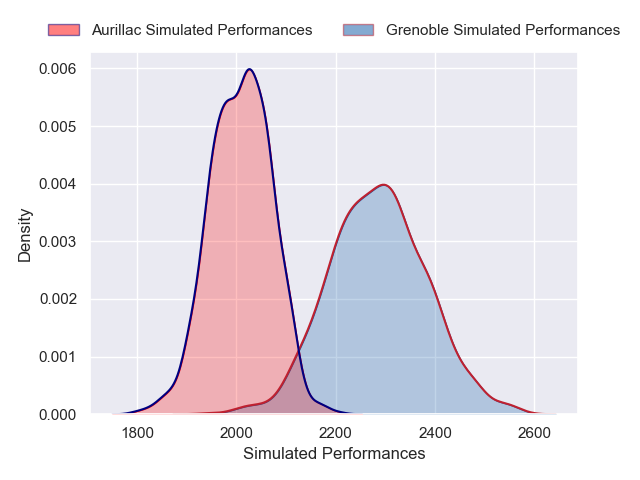 Aurillac Simulated Performances Grenoble Simulated Performances
0.006
0.005
0.004
0.003
0.002
0.001
0.000
Density
1800 2000 2200 2400 2600
Simulated Performances